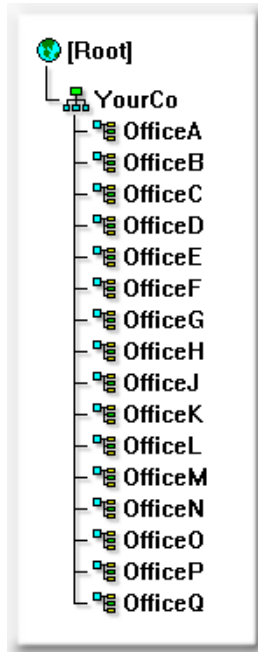 [Root]
YourCo
OfficeA
OfficeB
OfficeC
OfficeD
OfficeE
OfficeF
OfficeG
OfficeH
OfficeJ
OfficeK
OfficeL
OfficeM
OfficeN
OfficeO
OfficeP
OfficeQ